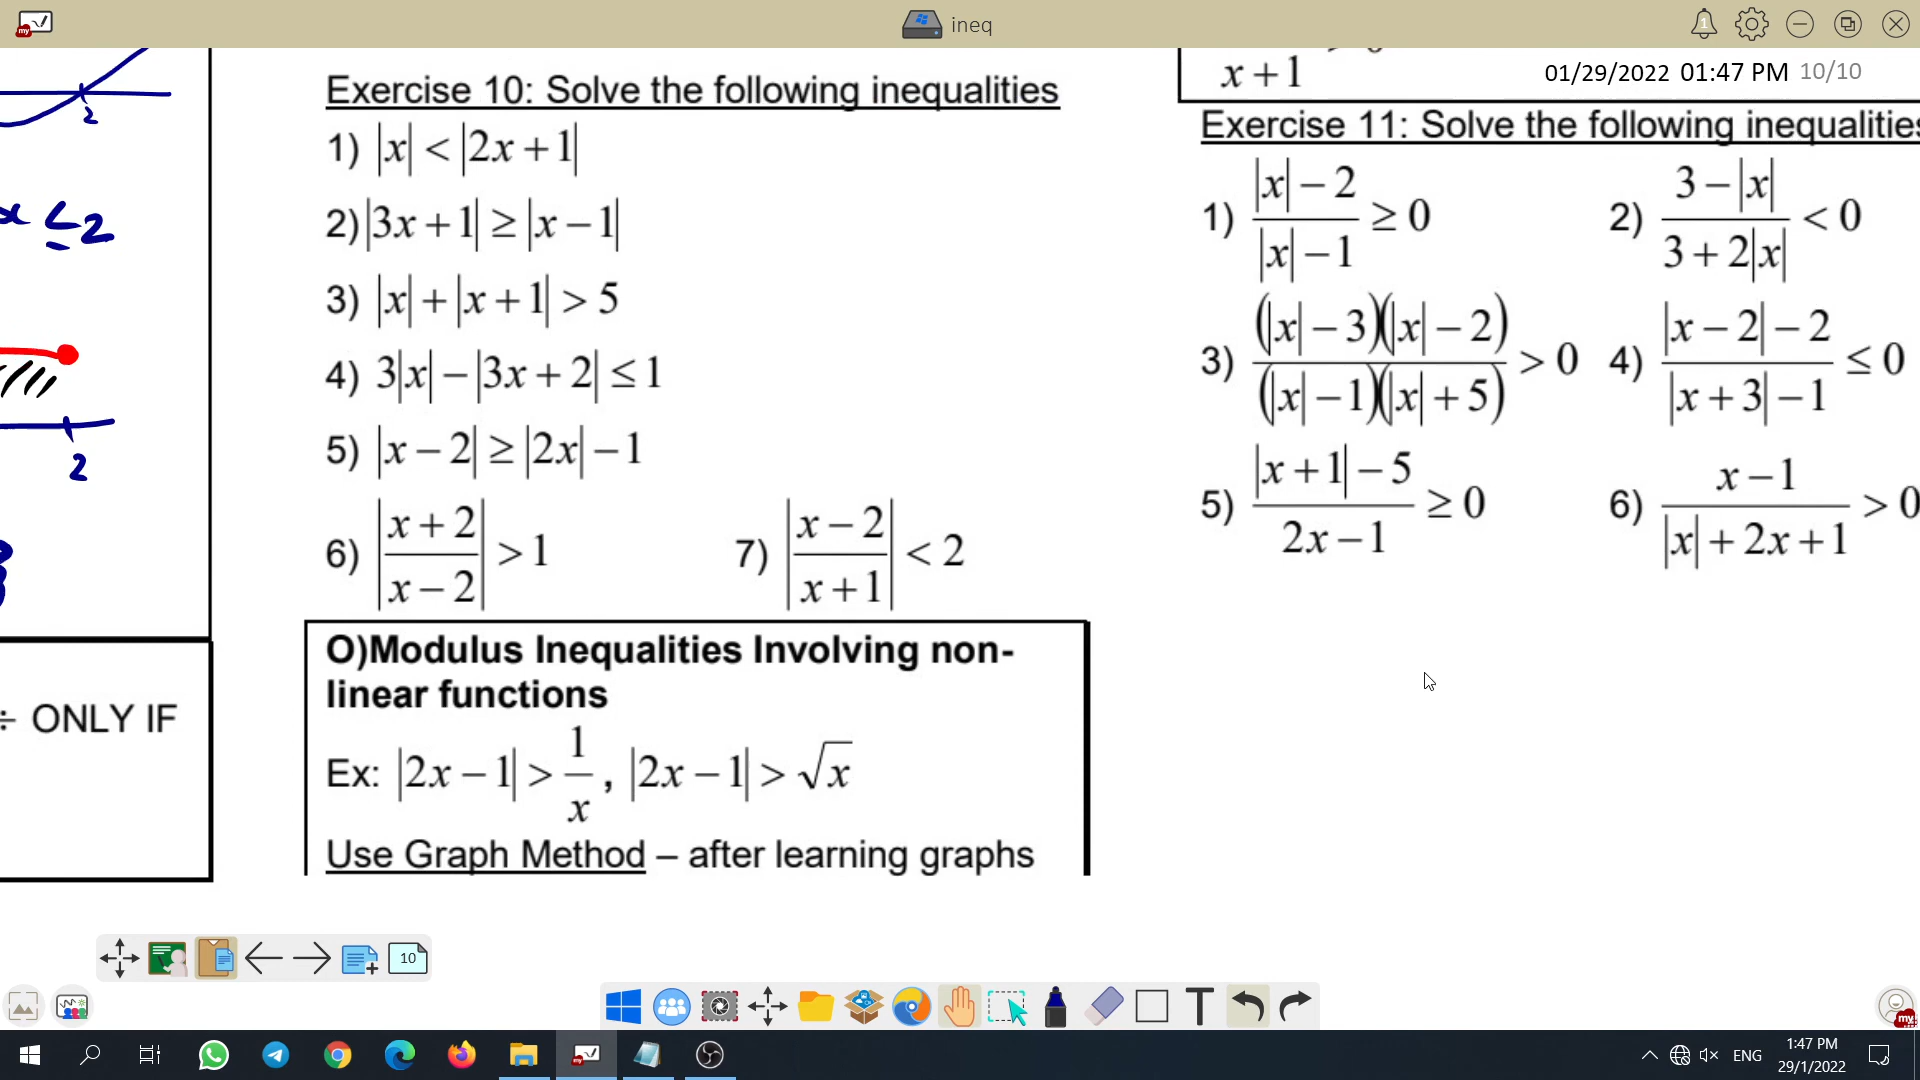 ineq
01/29/2022 01:47 PM 10/10
2
x ≤ 2
2
÷ ONLY IF
Exercise 10: Solve the following inequalities
1) |x| < |2x + 1|
2) |3x + 1| ≥ |x − 1|
3) |x| + |x + 1| > 5
4) 3|x| − |3x + 2| ≤ 1
5) |x − 2| ≥ |2x| − 1
6) |(x + 2)/(x − 2)| > 1 7) |(x − 2)/(x + 1)| < 2
O)Modulus Inequalities Involving non-
linear functions
Ex: |2x − 1| > 1/x , |2x − 1| > √x
Use Graph Method – after learning graphs
x + 1
Exercise 11: Solve the following inequalities
1) (|x| − 2)/(|x| − 1) ≥ 0 2) (3 − |x|)/(3 + 2|x|) < 0
3) ((|x| − 3)(|x| − 2))/((|x| − 1)(|x| + 5)) > 0 4) (|x − 2| − 2)/(|x + 3| − 1) ≤ 0
5) (|x + 1| − 5)/(2x − 1) ≥ 0 6) (x − 1)/(|x| + 2x + 1) > 0
10
T
my
ENG
1:47 PM
29/1/2022